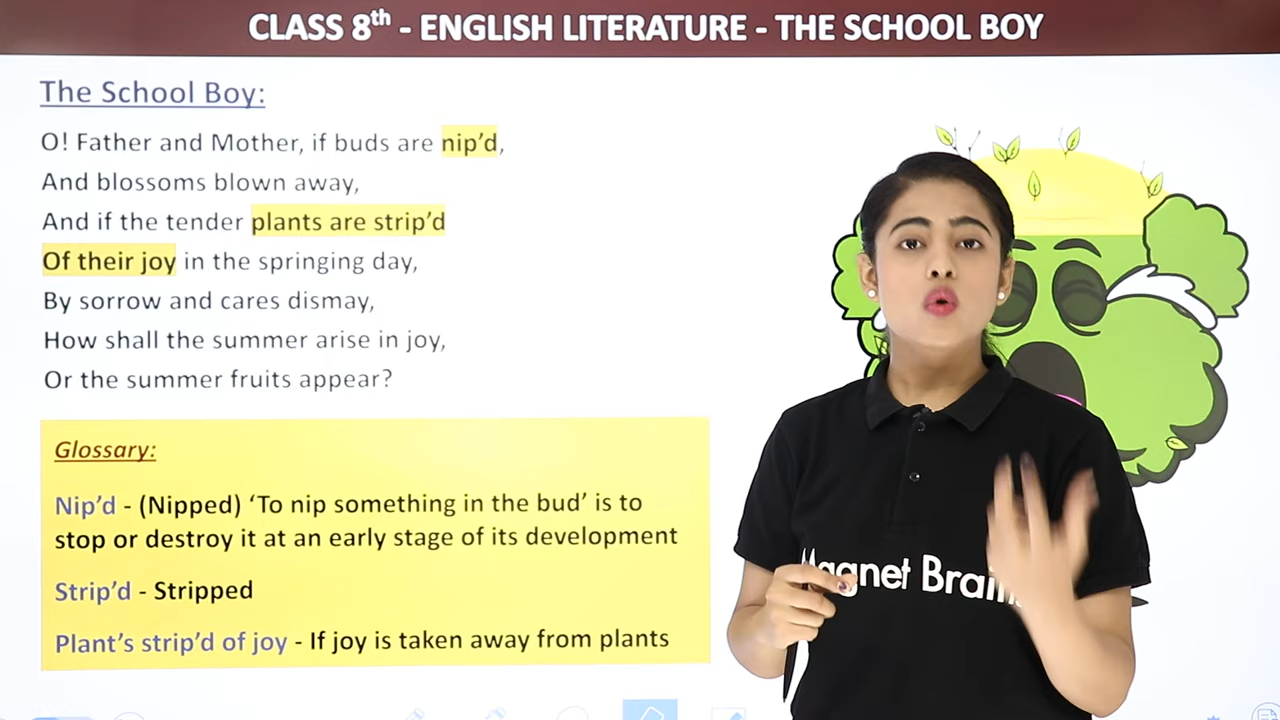 CLASS 8th - ENGLISH LITERATURE - THE SCHOOL BOY
The School Boy:
O! Father and Mother, if buds are nip'd,
And blossoms blown away,
And if the tender plants are strip'd
Of their joy in the springing day,
By sorrow and cares dismay,
How shall the summer arise in joy,
Or the summer fruits appear?
Glossary:
Nip'd - (Nipped) 'To nip something in the bud' is to
stop or destroy it at an early stage of its development
Strip'd - Stripped
Plant's strip'd of joy - If joy is taken away from plants
Magnet Brains